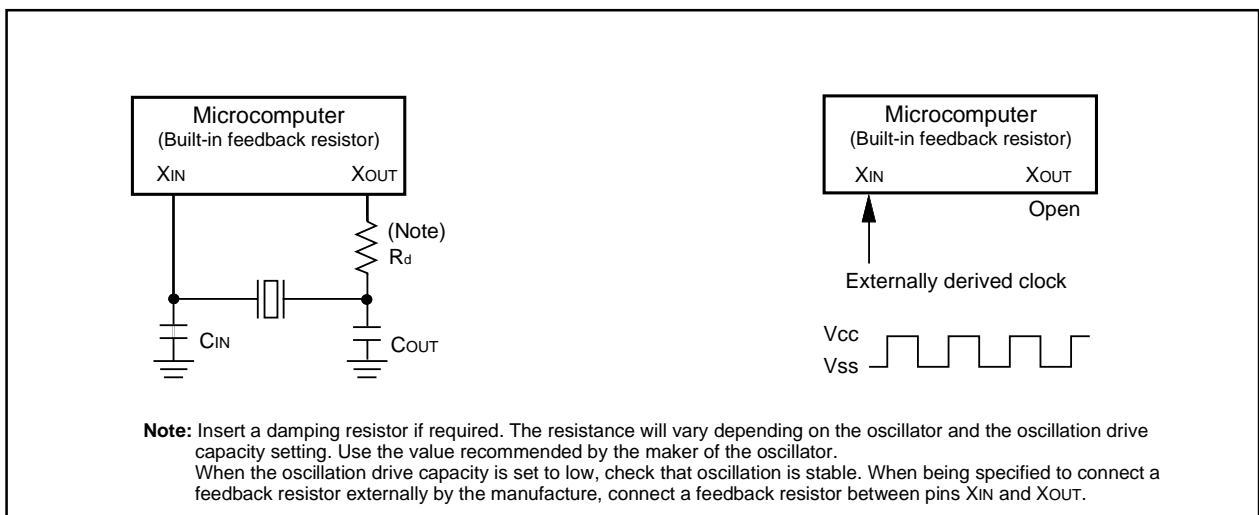 Microcomputer
(Built-in feedback resistor)
XIN XOUT
(Note)
Rd
CIN
COUT
Microcomputer
(Built-in feedback resistor)
XIN XOUT
Open
Externally derived clock
Vcc
Vss
Note: Insert a damping resistor if required. The resistance will vary depending on the oscillator and the oscillation drive
capacity setting. Use the value recommended by the maker of the oscillator.
When the oscillation drive capacity is set to low, check that oscillation is stable. When being specified to connect a
feedback resistor externally by the manufacture, connect a feedback resistor between pins XIN and XOUT.